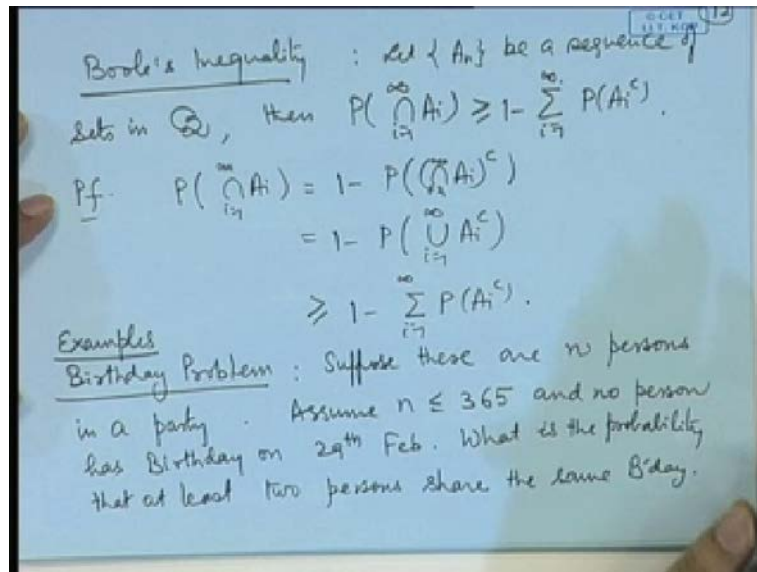 © CET
I.I.T. KGP
12
Boole's Inequality : Let {An} be a sequence of
sets in ℬ, then P(∩_{i=1}^{∞} Ai) ≥ 1- Σ_{i=1}^{∞} P(Ai^c).
Pf. P(∩_{i=1}^{∞} Ai) = 1- P((∩Ai)^c)
= 1- P(∪_{i=1}^{∞} Ai^c)
≥ 1- Σ_{i=1}^{∞} P(Ai^c).
Examples
Birthday Problem : Suppose there are n persons
in a party. Assume n ≤ 365 and no person
has Birthday on 29th Feb. What is the probability
that at least two persons share the same B'day.